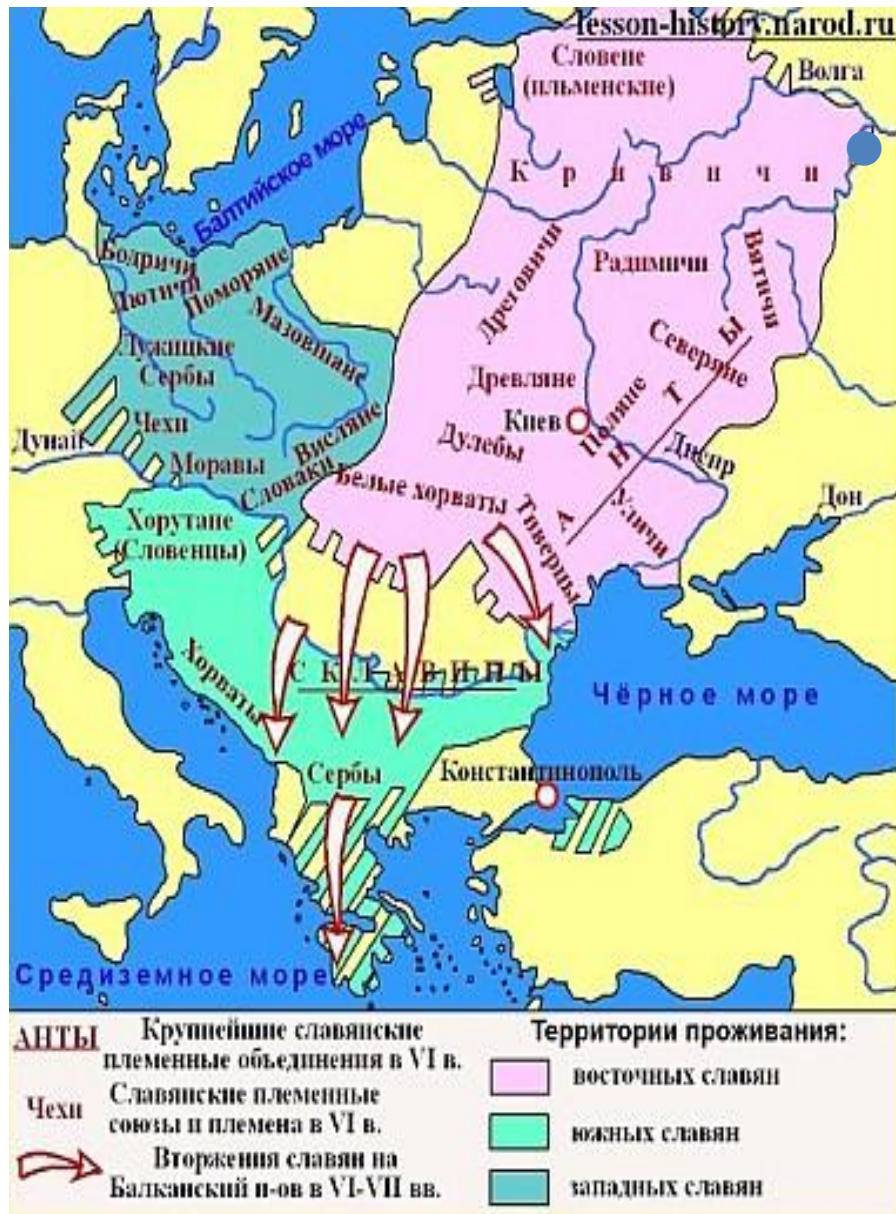 lesson-history.narod.ru
Словене
(ильменские)
Волга
Кривичи
Балтийское море
Бодричи
Лютичи
Поморяне
Мазовшане
Лужицкие
Сербы
Чехи
Дунай
Моравы
Висляне
Словаки
Дреговичи
Радимичи
Вятичи
Северяне
Древляне
Киев
Поляне
Дулебы
Днепр
Белые хорваты
АНТЫ
Тиверцы
Уличи
Дон
Хорутане
(Словенцы)
Хорваты
СКЛАВИНЫ
Чёрное море
Сербы
Константинополь
Средиземное море
АНТЫ
Крупнейшие славянские
племенные объединения в VI в.
Чехи
Славянские племенные
союзы и племена в VI в.
Вторжения славян на
Балканский п-ов в VI-VII вв.
Территории проживания:
восточных славян
южных славян
западных славян